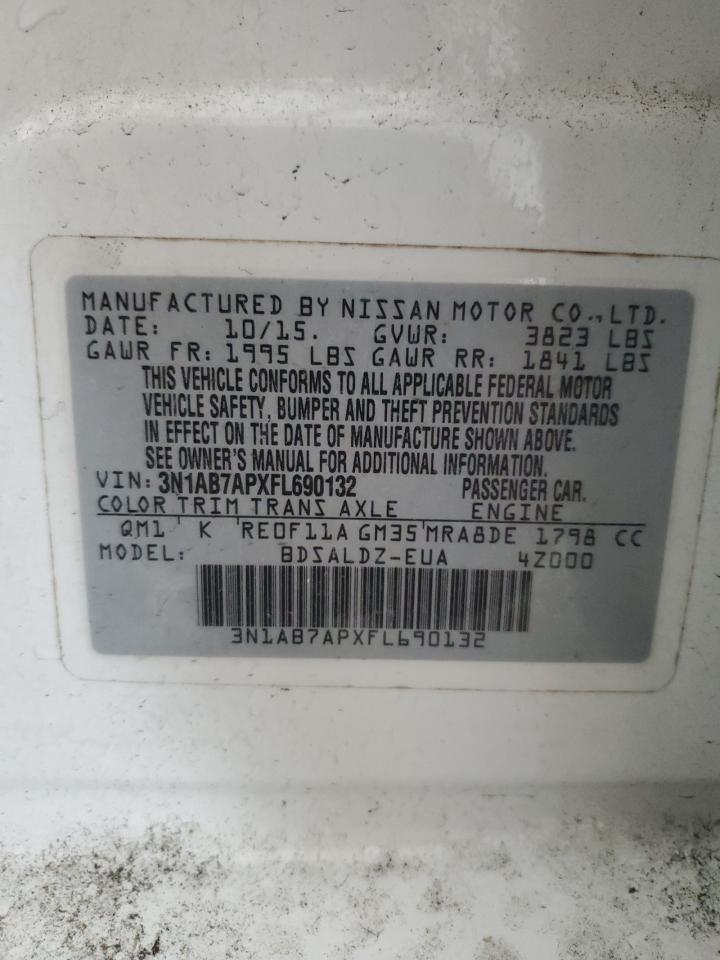 MANUFACTURED BY NISSAN MOTOR CO., LTD.
DATE: 10/15. GVWR: 3823 LBS
GAWR FR: 1995 LBS GAWR RR: 1841 LBS
THIS VEHICLE CONFORMS TO ALL APPLICABLE FEDERAL MOTOR
VEHICLE SAFETY, BUMPER AND THEFT PREVENTION STANDARDS
IN EFFECT ON THE DATE OF MANUFACTURE SHOWN ABOVE.
SEE OWNER'S MANUAL FOR ADDITIONAL INFORMATION.
VIN: 3N1AB7APXFL690132 PASSENGER CAR.
COLOR TRIM TRANS AXLE ENGINE
QM1 K RE0F11A GM35 MRA8DE 1798 CC
MODEL: BDSALDZ-EUA 4Z000
3N1AB7APXFL690132